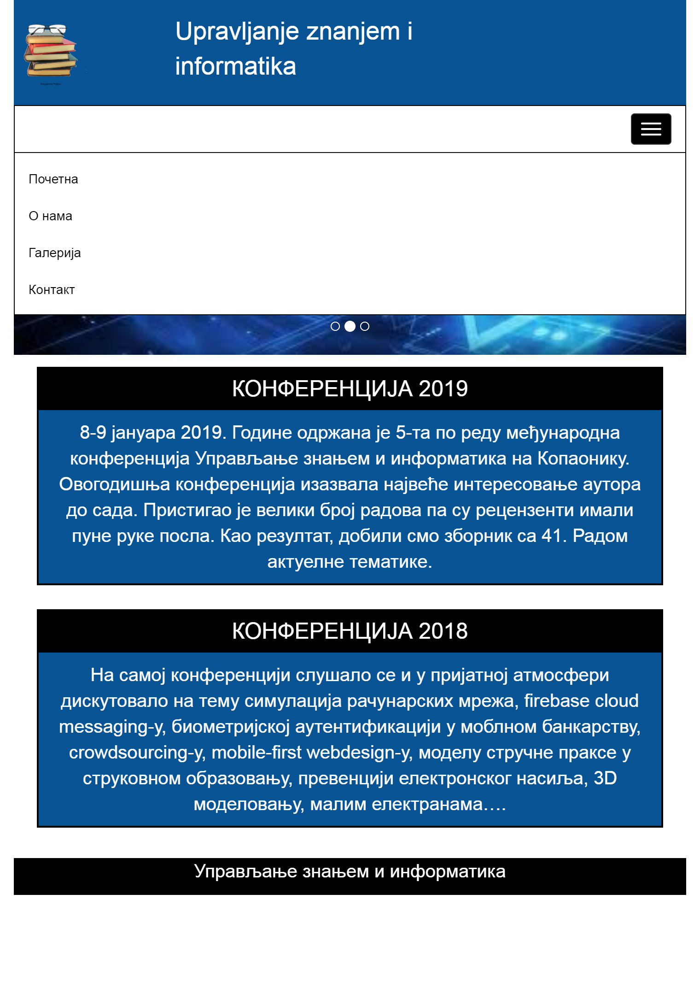 Upravljanje znanjem i
informatika
Почетна
О нама
Галерија
Контакт
КОНФЕРЕНЦИЈА 2019
8-9 јануара 2019. Године одржана је 5-та по реду међународна
конференција Управљање знањем и информатика на Копаонику.
Овогодишња конференција изазвала највеће интересовање аутора
до сада. Пристигао је велики број радова па су рецензенти имали
пуне руке посла. Као резултат, добили смо зборник са 41. Радом
актуелне тематике.
КОНФЕРЕНЦИЈА 2018
На самој конференцији слушало се и у пријатној атмосфери
дискутовало на тему симулација рачунарских мрежа, firebase cloud
messaging-у, биометријској аутентификацији у моблном банкарству,
crowdsourcing-у, mobile-first webdesign-у, моделу стручне праксе у
струковном образовању, превенцији електронског насиља, 3D
моделовању, малим електранама….
Управљање знањем и информатика